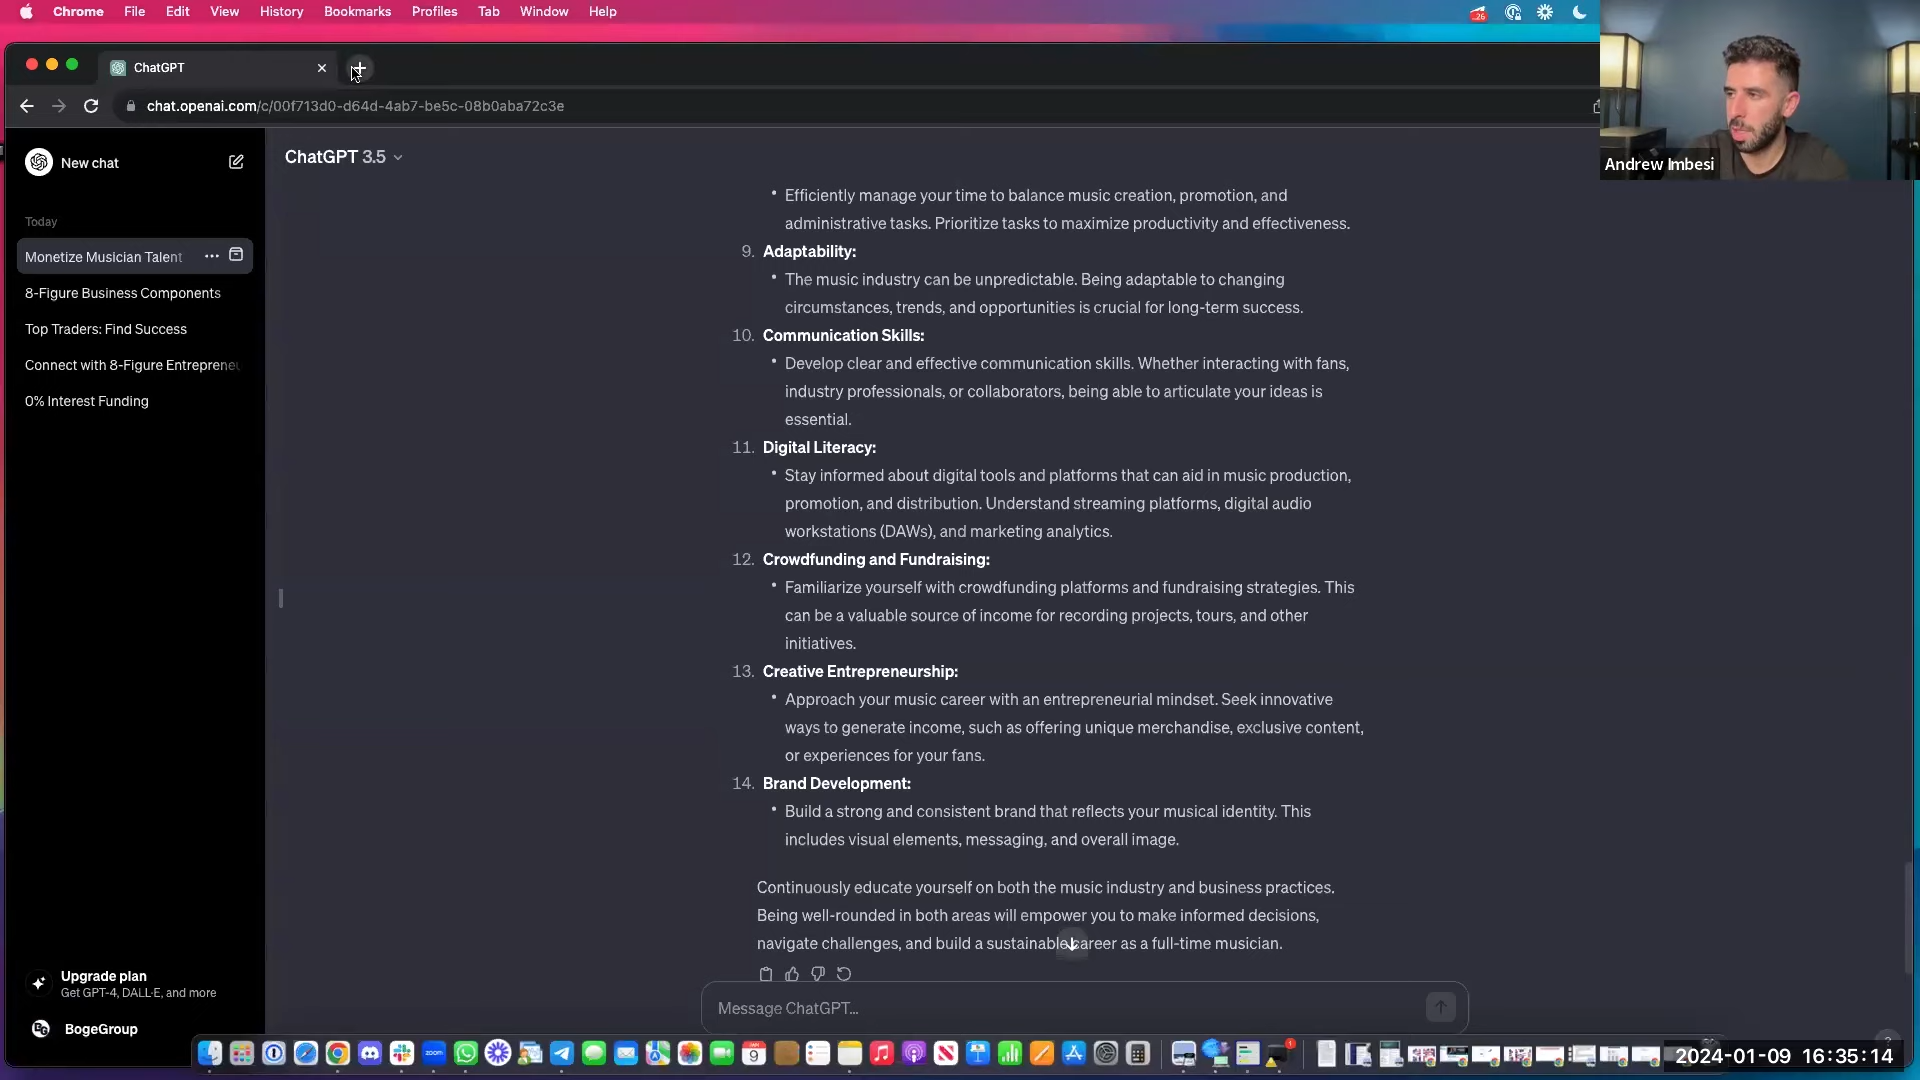 Chrome File Edit View History Bookmarks Profiles Tab Window Help
26
ChatGPT
chat.openai.com/c/00f713d0-d64d-4ab7-be5c-08b0aba72c3e
Andrew Imbesi
New chat
Today
Monetize Musician Talent
8-Figure Business Components
Top Traders: Find Success
Connect with 8-Figure Entrepreneu
0% Interest Funding
Upgrade plan
Get GPT-4, DALL·E, and more
BogeGroup
ChatGPT 3.5
• Efficiently manage your time to balance music creation, promotion, and
administrative tasks. Prioritize tasks to maximize productivity and effectiveness.
9. Adaptability:
• The music industry can be unpredictable. Being adaptable to changing
circumstances, trends, and opportunities is crucial for long-term success.
10. Communication Skills:
• Develop clear and effective communication skills. Whether interacting with fans,
industry professionals, or collaborators, being able to articulate your ideas is
essential.
11. Digital Literacy:
• Stay informed about digital tools and platforms that can aid in music production,
promotion, and distribution. Understand streaming platforms, digital audio
workstations (DAWs), and marketing analytics.
12. Crowdfunding and Fundraising:
• Familiarize yourself with crowdfunding platforms and fundraising strategies. This
can be a valuable source of income for recording projects, tours, and other
initiatives.
13. Creative Entrepreneurship:
• Approach your music career with an entrepreneurial mindset. Seek innovative
ways to generate income, such as offering unique merchandise, exclusive content,
or experiences for your fans.
14. Brand Development:
• Build a strong and consistent brand that reflects your musical identity. This
includes visual elements, messaging, and overall image.
Continuously educate yourself on both the music industry and business practices.
Being well-rounded in both areas will empower you to make informed decisions,
navigate challenges, and build a sustainable career as a full-time musician.
Message ChatGPT...
zoom
9
1
2024-01-09 16:35:14